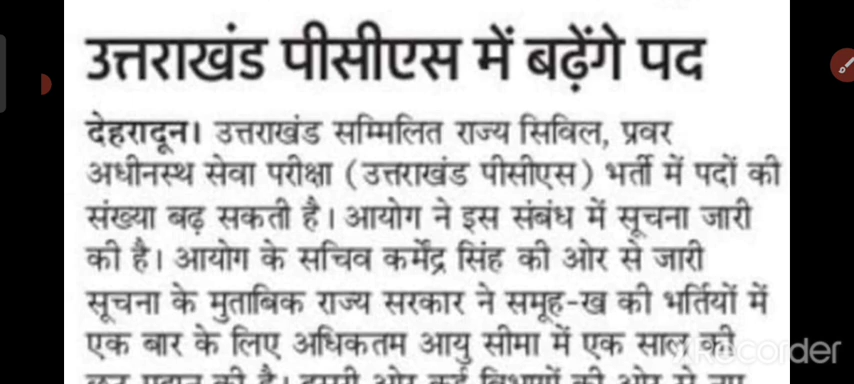 उत्तराखंड पीसीएस में बढ़ेंगे पद
देहरादून। उत्तराखंड सम्मिलित राज्य सिविल, प्रवर
अधीनस्थ सेवा परीक्षा (उत्तराखंड पीसीएस) भर्ती में पदों की
संख्या बढ़ सकती है। आयोग ने इस संबंध में सूचना जारी
की है। आयोग के सचिव कर्मेंद्र सिंह की ओर से जारी
सूचना के मुताबिक राज्य सरकार ने समूह-ख की भर्तियों में
एक बार के लिए अधिकतम आयु सीमा में एक साल की
Recorder